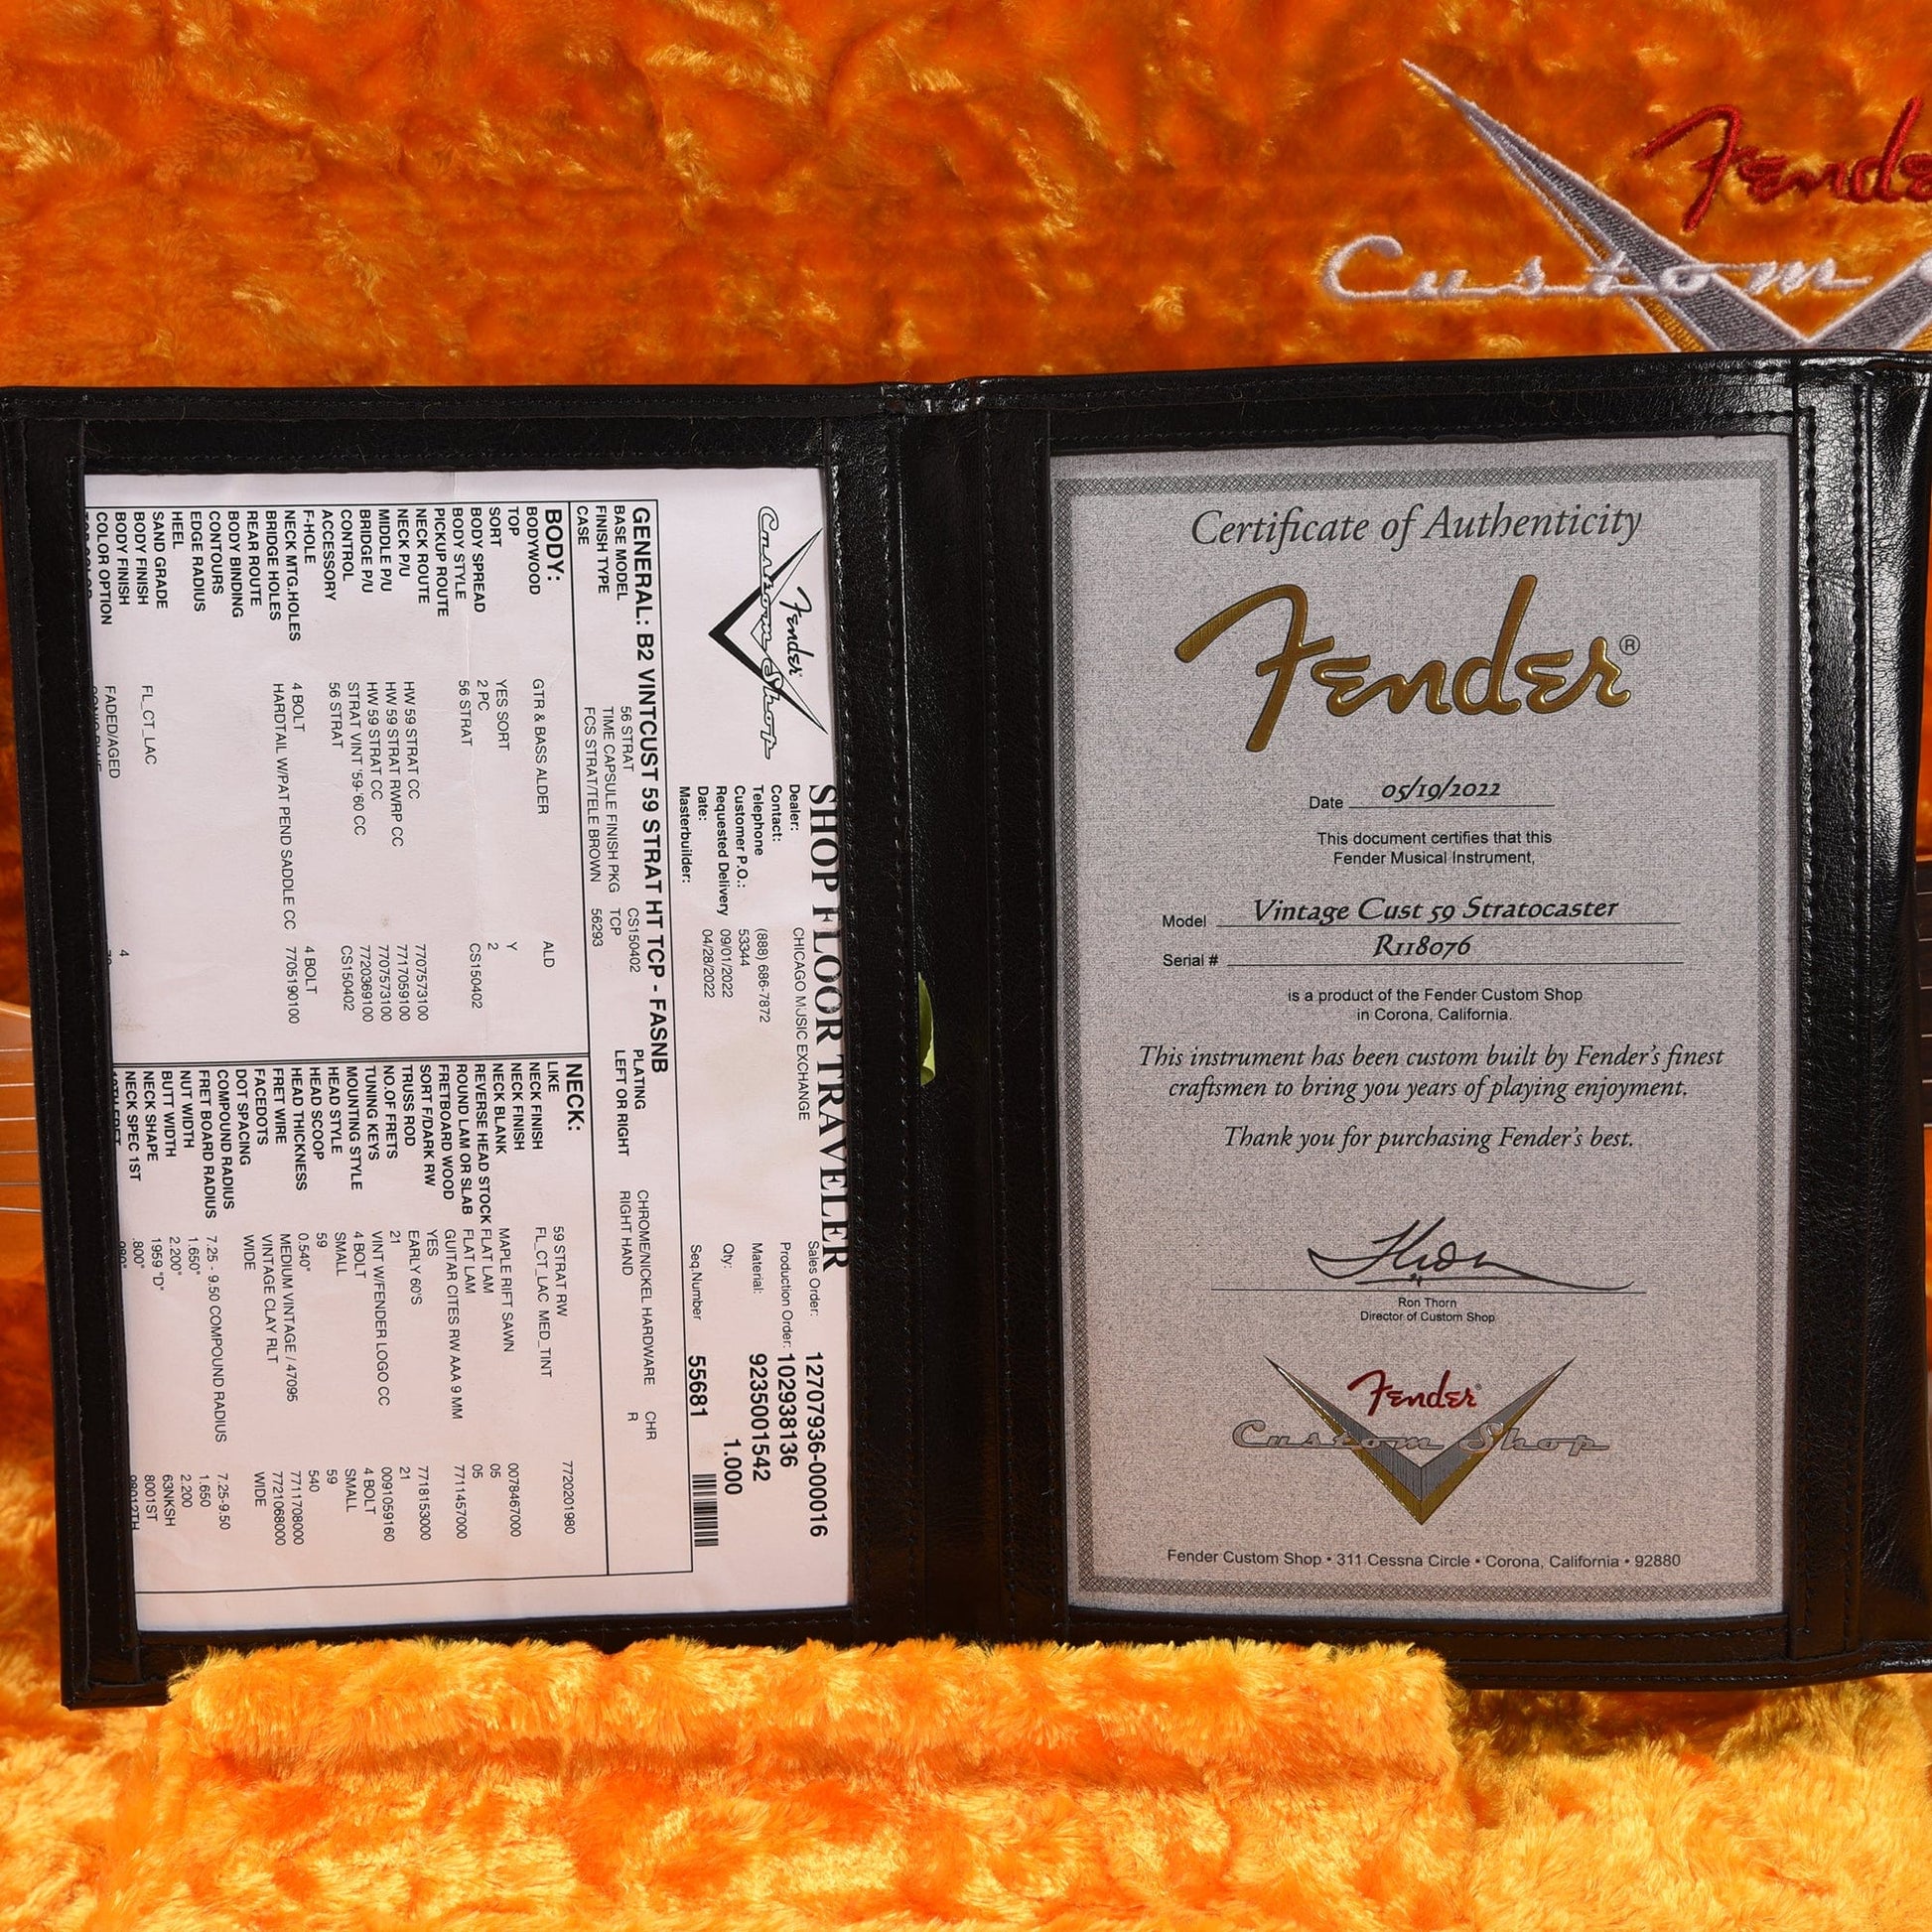 Fender
Custom
SHOP FLOOR TRAVELER
Fender
Custom Shop
Dealer: CHICAGO MUSIC EXCHANGE
Contact:
Telephone (888) 686-7872
Customer P.O.: 53344
Requested Delivery 09/01/2022
Date: 04/28/2022
Masterbuilder:
Sales Order: 12707936-000016
Production Order: 102938136
Material: 9235001542
Qty: 1.000
Seq.Number 55681
GENERAL: B2 VINTCUST 59 STRAT HT TCP - FASNB
BASE MODEL 56 STRAT CS150402 PLATING CHROME/NICKEL HARDWARE CHR
FINISH TYPE TIME CAPSULE FINISH PKG TCP LEFT OR RIGHT RIGHT HAND R
CASE FCS STRAT/TELE BROWN 56293
BODY:
BODYWOOD GTR & BASS ALDER ALD
TOP
SORT YES SORT Y
BODY SPREAD 2 PC 2
BODY STYLE 56 STRAT CS150402
PICKUP ROUTE
NECK ROUTE
NECK P/U HW 59 STRAT CC 7707573100
MIDDLE P/U HW 59 STRAT RWRP CC 7717059100
BRIDGE P/U HW 59 STRAT CC 7707573100
CONTROL STRAT VINT '59-'60 CC 7720369100
ACCESSORY 56 STRAT CS150402
F-HOLE
NECK MTG.HOLES 4 BOLT 4 BOLT
BRIDGE HPOLES HARDTAIL W/PAT PEND SADDLE CC 7705190100
REAR ROUTE
BODY BINDING
CONTOURS
EDGE RADIUS
HEEL
SAND GRADE
BODY FINISH FL_CT_LAC
BODY FINISH
COLOR OPTION FADED/AGED 4
NECK:
LIKE 59 STRAT RW 7720201980
NECK FINISH FL_CT_LAC MED_TINT
NECK FINISH
NECK BLANK MAPLE RIFT SAWN 0078467000
REVERSE HEAD STOCK FLAT LAM 05
ROUND LAM OR SLAB FLAT LAM 05
FRETBOARD WOOD GUITAR CITES RW AAA 9 MM 7711457000
SORT F/DARK RW YES
TRUSS ROD EARLY 60'S 7718153000
NO.OF FRETS 21 21
TUNING KEYS VINT W/FENDER LOGO CC 0091059160
MOUNTING STYLE 4 BOLT 4 BOLT
HEAD STYLE SMALL SMALL
HEAD SCOOP 59 59
HEAD THICKNESS 0.540" 540
FRET WIRE MEDIUM VINTAGE / 47095 7711708000
FACEDOTS VINTAGE CLAY RLT 7721068000
DOT SPACING WIDE WIDE
COMPOUND RADIUS
FRET BOARD RADIUS 7.25 - 9.50 COMPOUND RADIUS 7.25-9.50
NUT WIDTH 1.650" 1.650
BUTT WIDTH 2.200" 2.200
NECK SHAPE 1959 "D" 63NKSH
NECK SPEC 1ST .800" 8001ST
Certificate of Authenticity
Fender®
Date 05/19/2022
This document certifies that this
Fender Musical Instrument,
Model Vintage Cust 59 Stratocaster
Serial # R118076
is a product of the Fender Custom Shop
in Corona, California.
This instrument has been custom built by Fender's finest
craftsmen to bring you years of playing enjoyment.
Thank you for purchasing Fender's best.
Ron Thorn
Director of Custom Shop
Fender
Custom Shop
Fender Custom Shop • 311 Cessna Circle • Corona, California • 92880